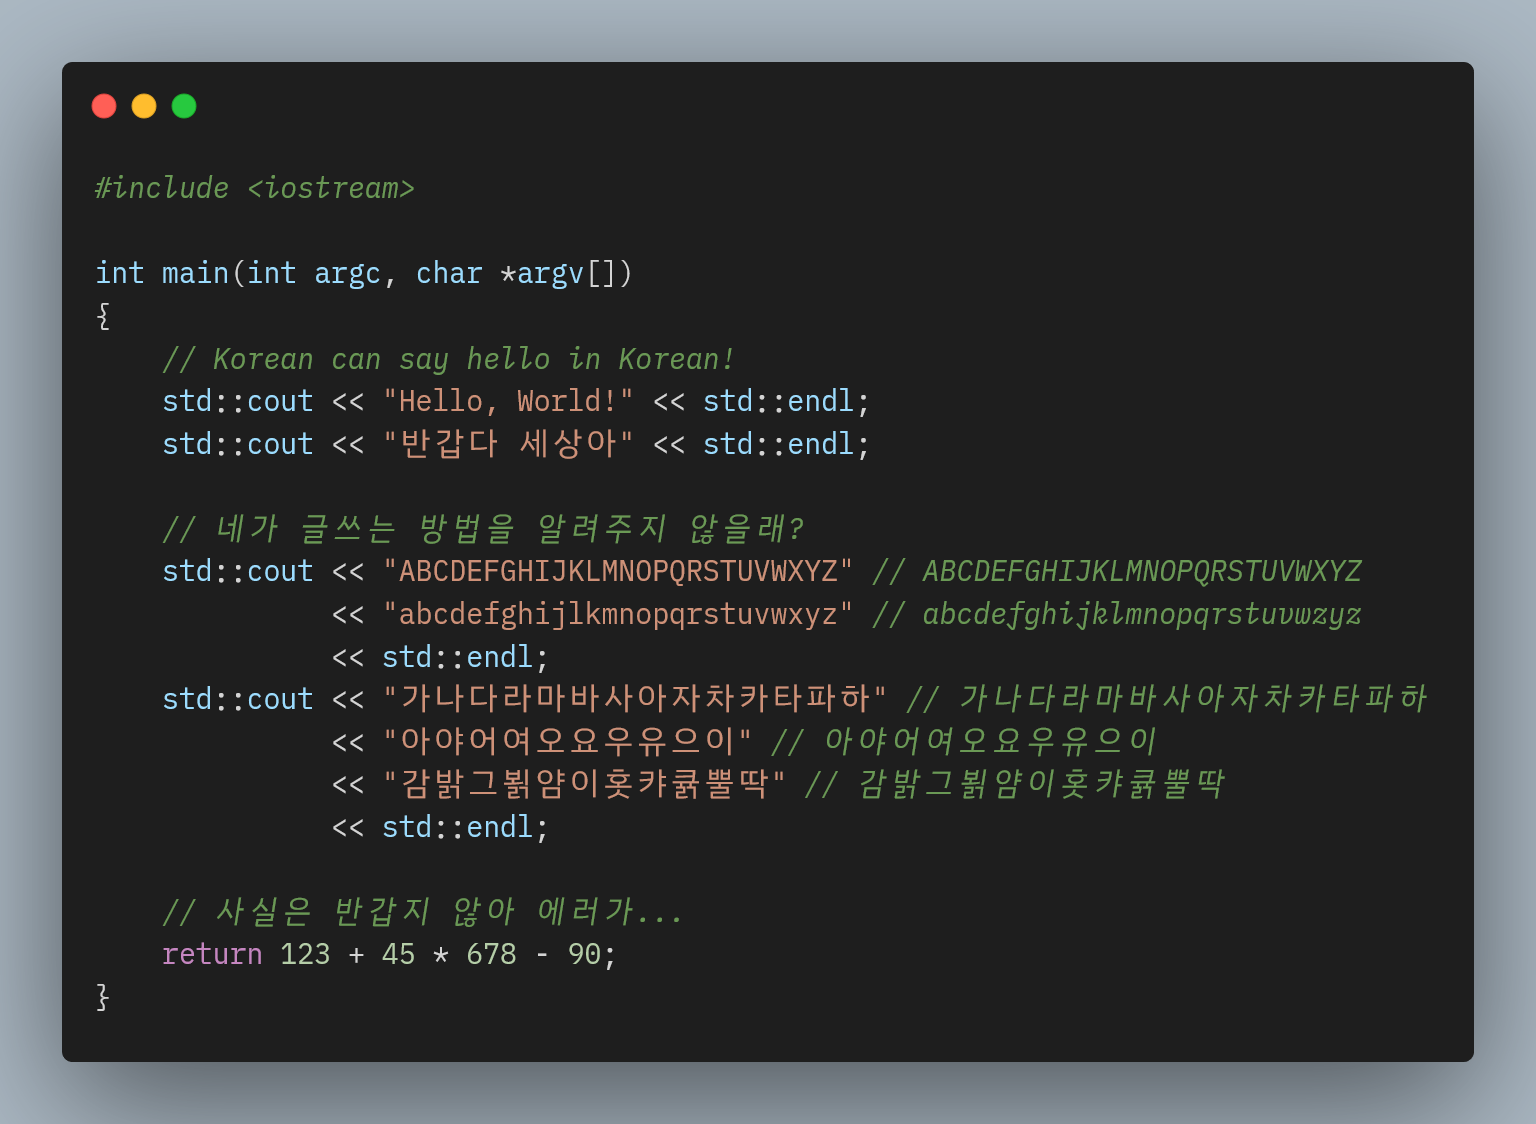 #include <iostream>

int main(int argc, char *argv[])
{
    // Korean can say hello in Korean!
    std::cout << "Hello, World!" << std::endl;
    std::cout << "반갑다 세상아" << std::endl;

    // 네가 글쓰는 방법을 알려주지 않을래?
    std::cout << "ABCDEFGHIJKLMNOPQRSTUVWXYZ" // ABCDEFGHIJKLMNOPQRSTUVWXYZ
              << "abcdefghijlkmnopqrstuvwxyz" // abcdefghijklmnopqrstuvwzyz
              << std::endl;
    std::cout << "가나다라마바사아자차카타파하" // 가나다라마바사아자차카타파하
              << "아야어여오요우유으이" // 아야어여오요우유으이
              << "감밝그뷁얌이홋캬큙뿔딱" // 감밝그뷁얌이홋캬큙뿔딱
              << std::endl;

    // 사실은 반갑지 않아 에러가...
    return 123 + 45 * 678 - 90;
}